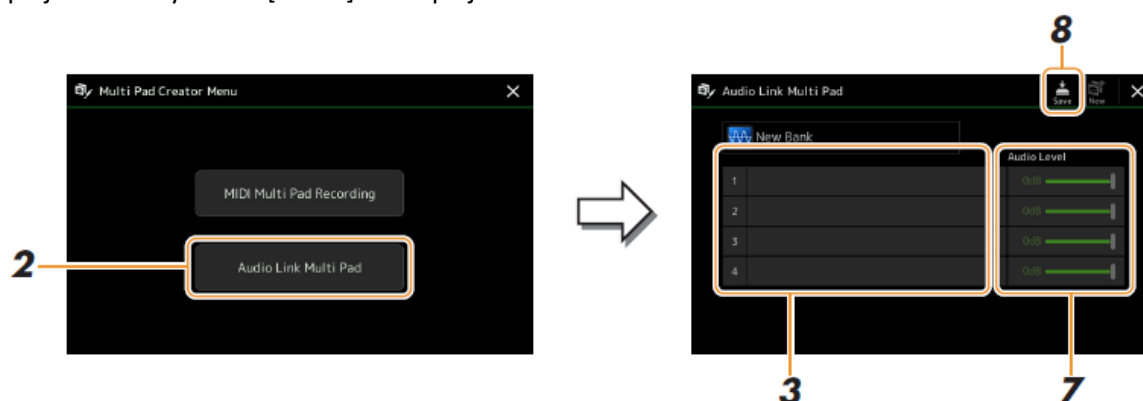 8
Multi Pad Creator Menu
MIDI Multi Pad Recording
2
Audio Link Multi Pad
Audio Link Multi Pad
Save
New
New Bank
Audio Level
1
0dB
2
0dB
3
0dB
4
0dB
3
7